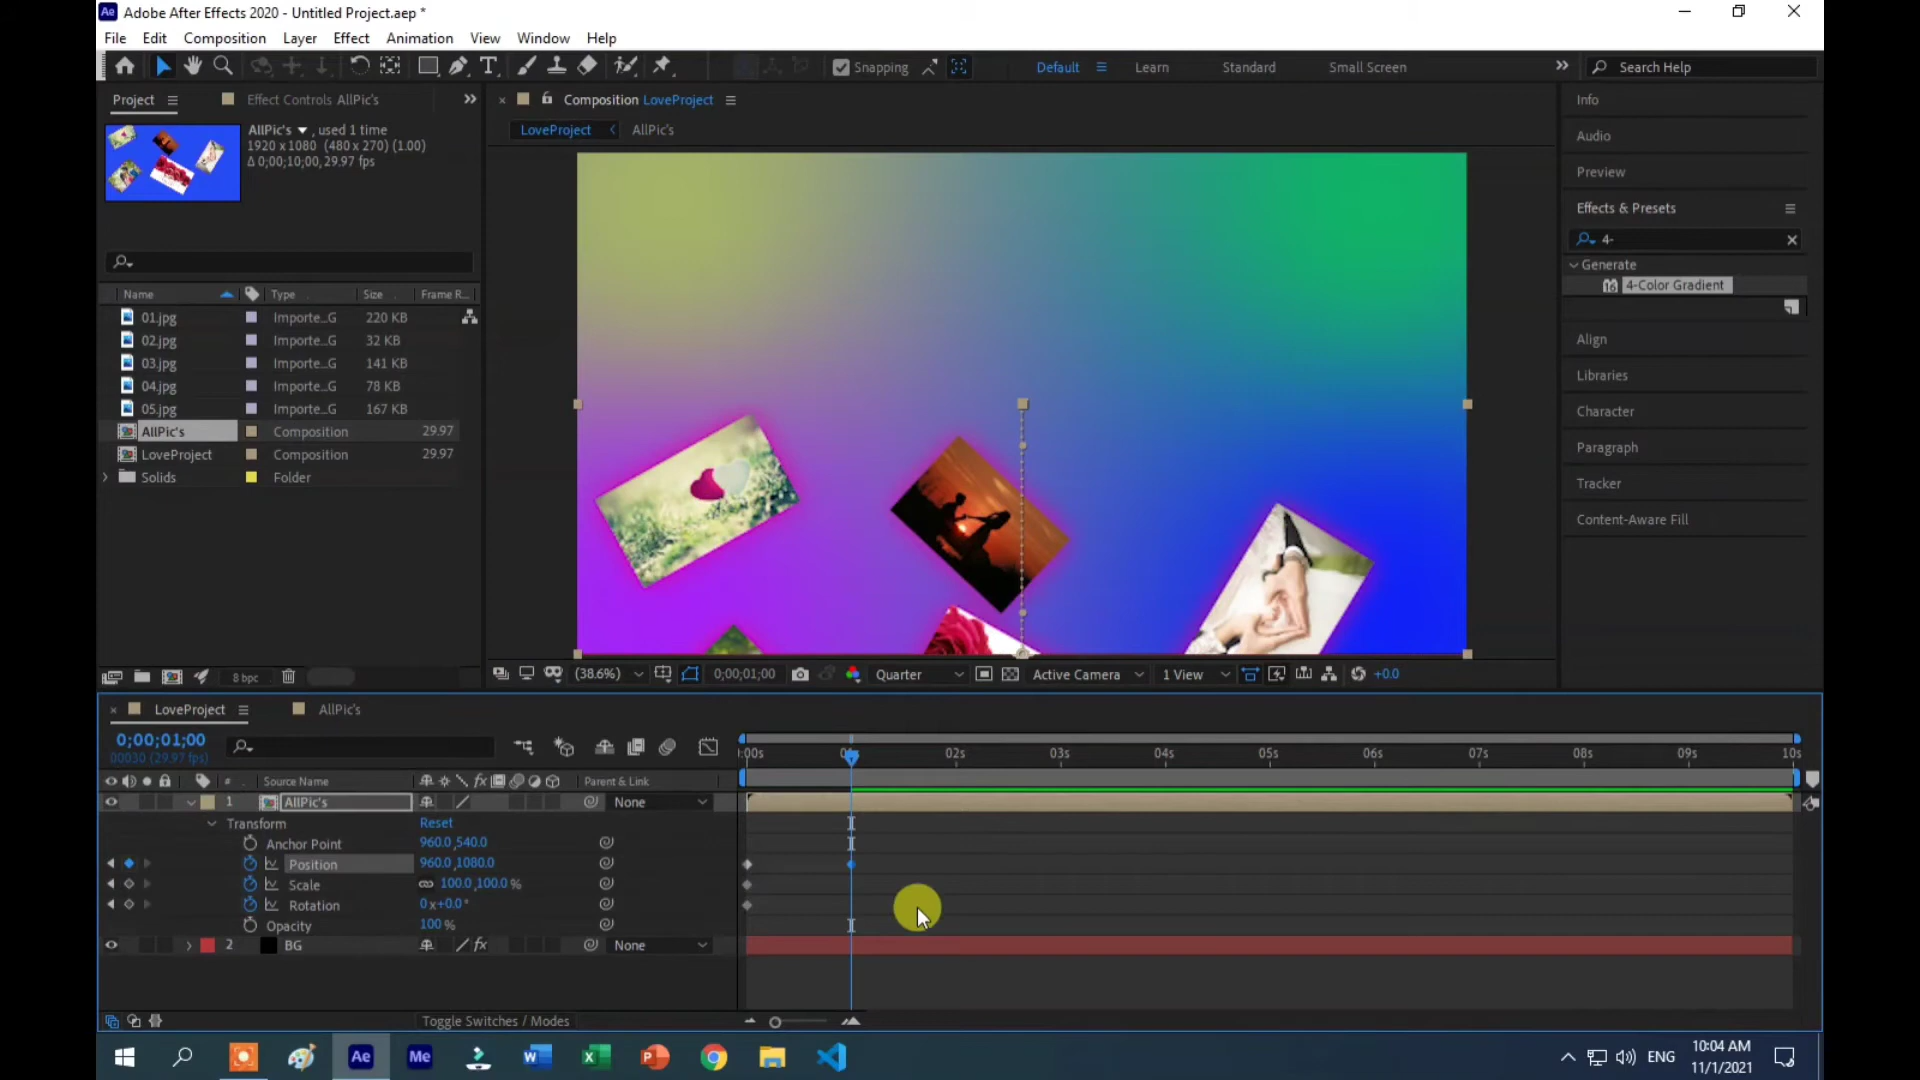 Ae Adobe After Effects 2020 - Untitled Project.aep *
File Edit Composition Layer Effect Animation View Window Help
Snapping Default Learn Standard Small Screen Search Help
Project Effect Controls AllPic's
Composition LoveProject
LoveProject AllPic's
AllPic's , used 1 time
1920 x 1080 (480 x 270) (1.00)
Δ 0;00;10;00, 29.97 fps
Name Type Size Frame R...
01.jpg Importe...G 220 KB
02.jpg Importe...G 32 KB
03.jpg Importe...G 141 KB
04.jpg Importe...G 78 KB
05.jpg Importe...G 167 KB
AllPic's Composition 29.97
LoveProject Composition 29.97
Solids Folder
8 bpc
(38.6%) 0;00;01;00 Quarter Active Camera 1 View +0.0
Info
Audio
Preview
Effects & Presets
4-
Generate
16 4-Color Gradient
Align
Libraries
Character
Paragraph
Tracker
Content-Aware Fill
LoveProject AllPic's
0;00;01;00
00030 (29.97 fps)
:00s 01s 02s 03s 04s 05s 06s 07s 08s 09s 10s
# Source Name fx Parent & Link
1 AllPic's None
Transform Reset
Anchor Point 960.0,540.0
Position 960.0,1080.0
Scale 100.0,100.0 %
Rotation 0x+0.0°
Opacity 100 %
2 BG fx None
Toggle Switches / Modes
Ae Me W X P ENG
10:04 AM
11/1/2021